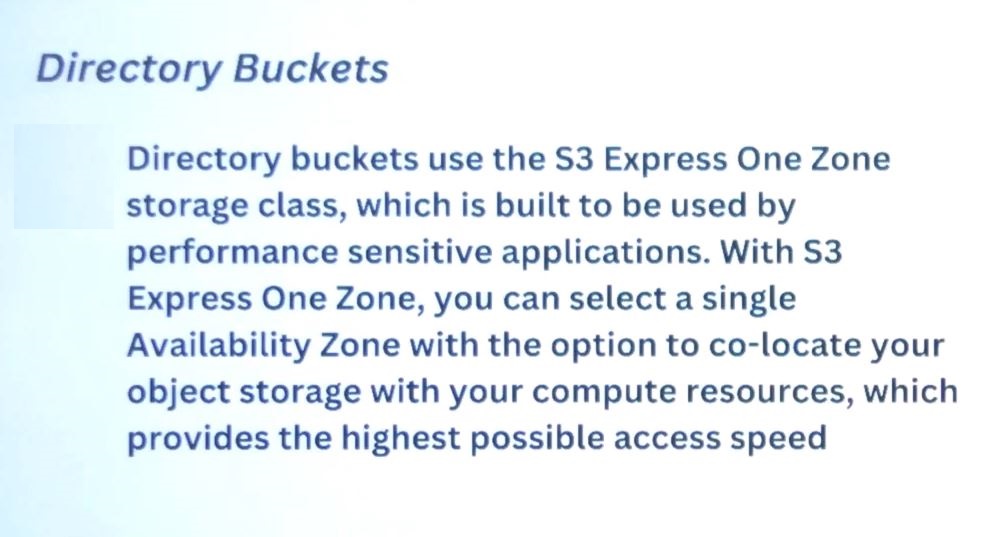 Directory Buckets
Directory buckets use the S3 Express One Zone
storage class, which is built to be used by
performance sensitive applications. With S3
Express One Zone, you can select a single
Availability Zone with the option to co-locate your
object storage with your compute resources, which
provides the highest possible access speed